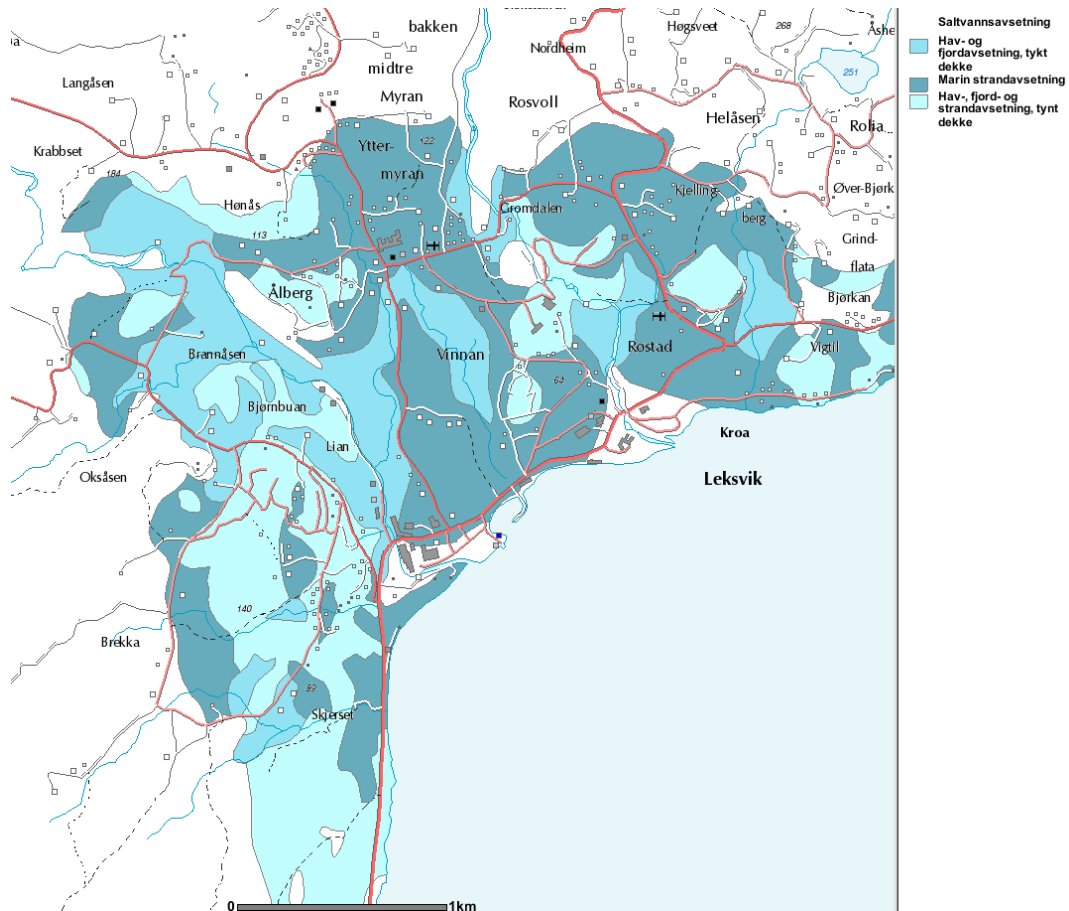 bakken
Høgsveet
268
Nordheim
Åshe
midtre
Langåsen
251
Myran
Rosvoll
Helåsen
Rolia
Ytter-
122
Krabbset
myran
184
Kjelling-
Øver-Bjørk
Hønås
Gromdalen
berg
113
Grind-
flata
Ålberg
Bjørkan
Brannåsen
Vinnan
Rostad
Vigtil
64
Bjørnbuan
Lian
Kroa
Oksåsen
Leksvik
140
Brekka
99
Skjerset
0
1km
Saltvannsavsetning
Hav- og
fjordavsetning, tykt
dekke
Marin strandavsetning
Hav-, fjord- og
strandavsetning, tynt
dekke